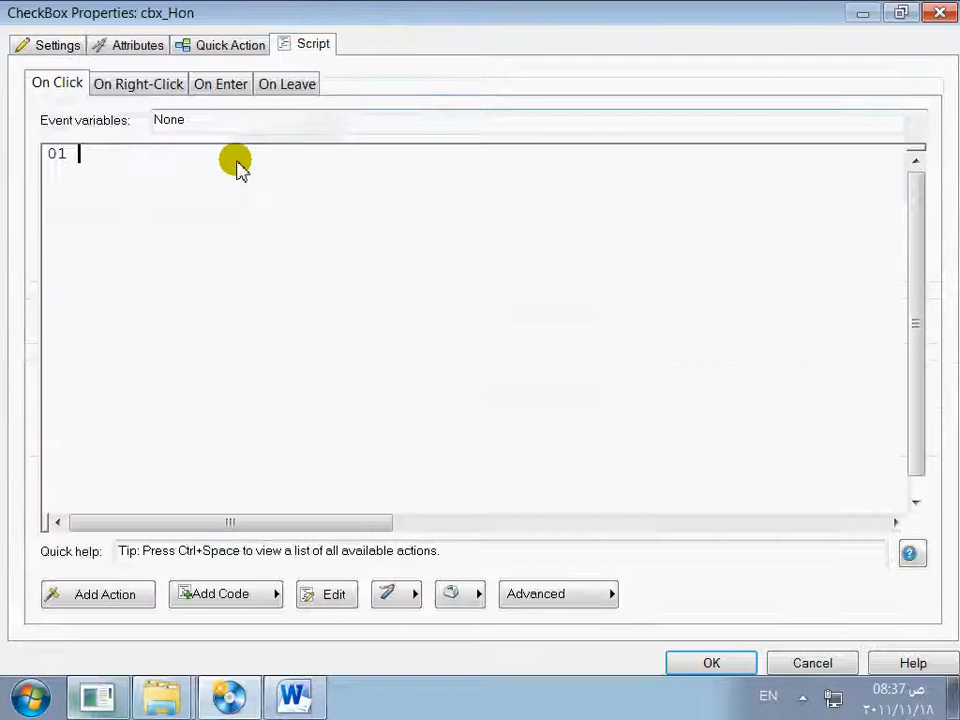 CheckBox Properties: cbx_Hon
Settings Attributes Quick Action Script
On Click On Right-Click On Enter On Leave
Event variables: None
01
Quick help: Tip: Press Ctrl+Space to view a list of all available actions.
Add Action Add Code Edit Advanced
OK Cancel Help
EN 08:37 ص
٢٠١١/١١/١٨